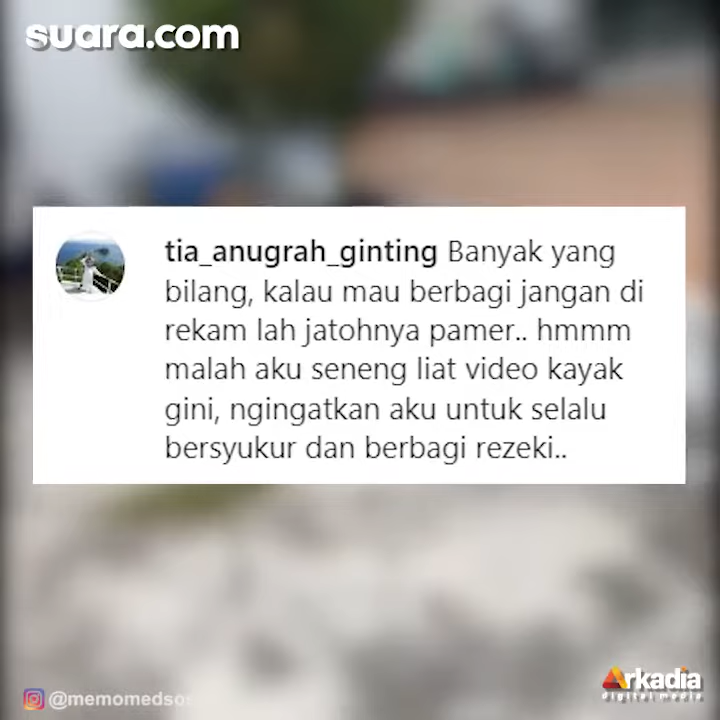 suara.com
tia_anugrah_ginting Banyak yang
bilang, kalau mau berbagi jangan di
rekam lah jatohnya pamer.. hmmm
malah aku seneng liat video kayak
gini, ngingatkan aku untuk selalu
bersyukur dan berbagi rezeki..
Arkadia
digital media
@memomedsos